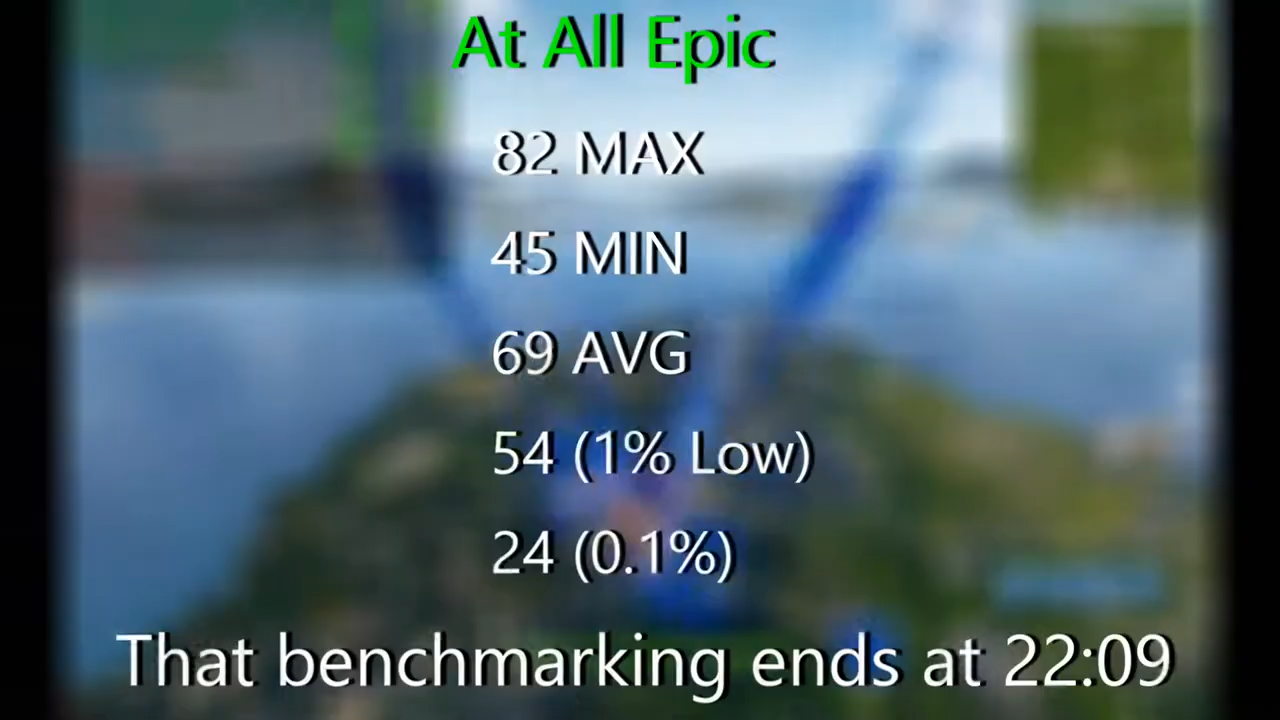 At All Epic
82 MAX
45 MIN
69 AVG
54 (1% Low)
24 (0.1%)
That benchmarking ends at 22:09